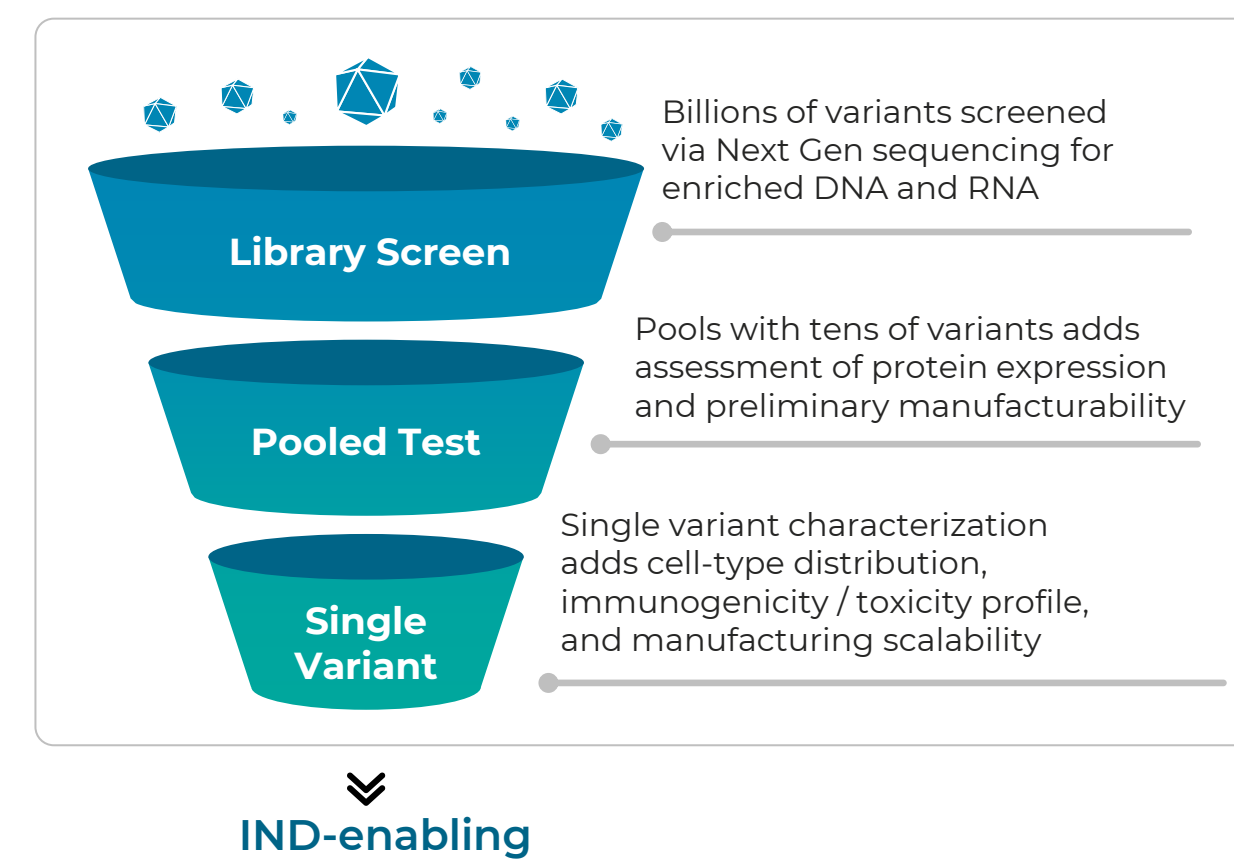 Billions of variants screened
via Next Gen sequencing for
enriched DNA and RNA
Library Screen
Pools with tens of variants adds
assessment of protein expression
and preliminary manufacturability
Pooled Test
Single variant characterization
adds cell-type distribution,
immunogenicity / toxicity profile,
and manufacturing scalability
Single
Variant
IND-enabling